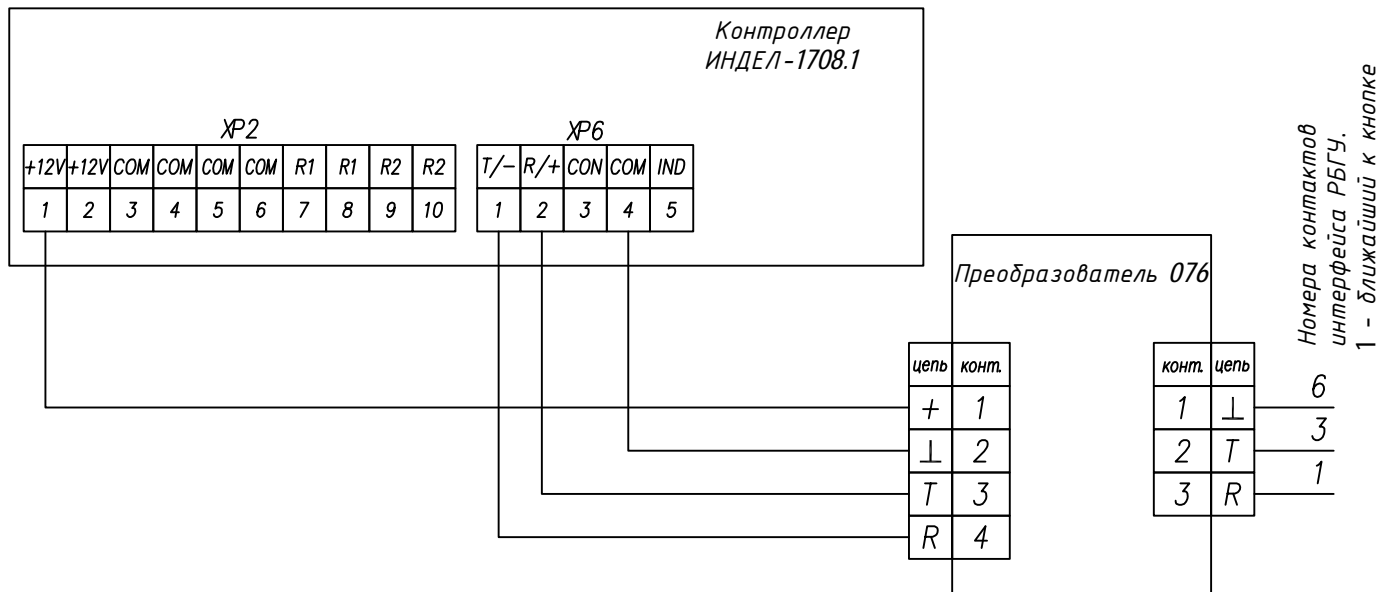 Контроллер
ИНДЕЛ-1708.1
XP2
+12V +12V COM COM COM COM R1 R1 R2 R2
1 2 3 4 5 6 7 8 9 10
XP6
T/- R/+ CON COM IND
1 2 3 4 5
Преобразователь 076
цепь конт.
+ 1
⊥ 2
T 3
R 4
конт. цепь
1 ⊥
2 T
3 R
6
3
1
Номера контактов
интерфейса РБГУ.
1 - ближайший к кнопке